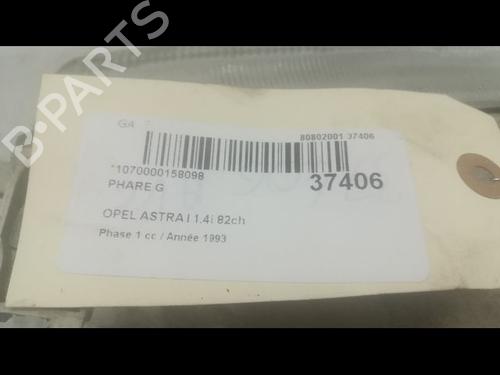 G4
80802001 37406
*1070000158098
PHARE G
37406
OPEL ASTRA I 1.4i 82ch
Phase 1 cc / Année 1993
B-PARTS